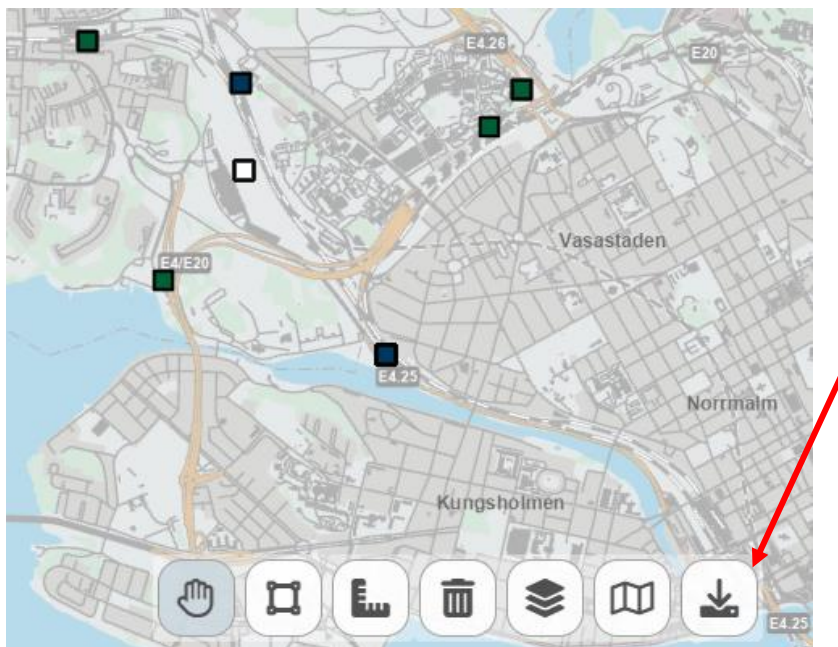 E4.26
E20
Vasastaden
E4/E20
E4.25
Norrmalm
Kungsholmen
E4.25